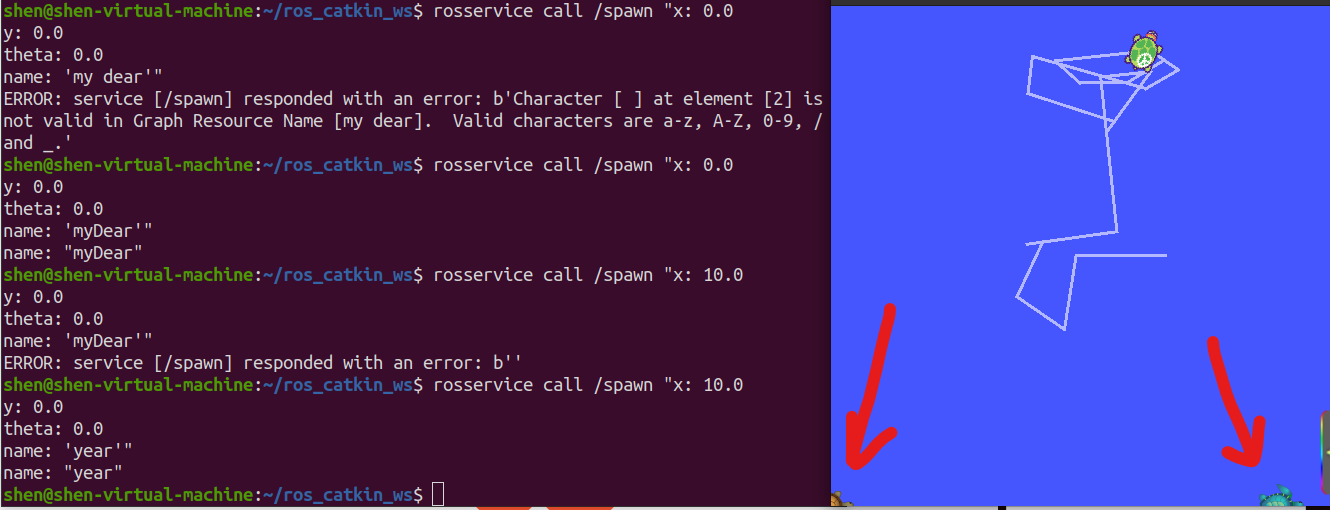 shen@shen-virtual-machine:~/ros_catkin_ws$ rosservice call /spawn "x: 0.0
y: 0.0
theta: 0.0
name: 'my dear'"
ERROR: service [/spawn] responded with an error: b'Character [ ] at element [2] is
not valid in Graph Resource Name [my dear].  Valid characters are a-z, A-Z, 0-9, /
and _.'
shen@shen-virtual-machine:~/ros_catkin_ws$ rosservice call /spawn "x: 0.0
y: 0.0
theta: 0.0
name: 'myDear'"
name: "myDear"
shen@shen-virtual-machine:~/ros_catkin_ws$ rosservice call /spawn "x: 10.0
y: 0.0
theta: 0.0
name: 'myDear'"
ERROR: service [/spawn] responded with an error: b''
shen@shen-virtual-machine:~/ros_catkin_ws$ rosservice call /spawn "x: 10.0
y: 0.0
theta: 0.0
name: 'year'"
name: "year"
shen@shen-virtual-machine:~/ros_catkin_ws$